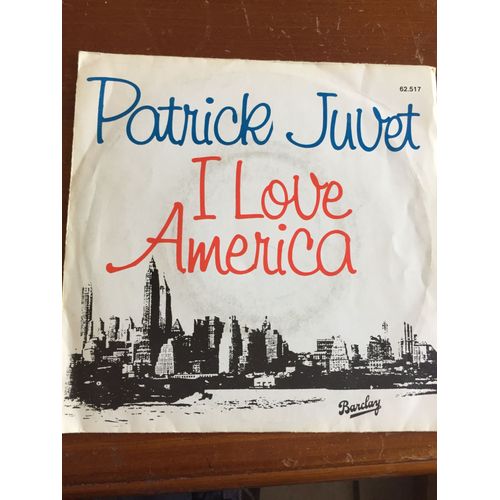 62.517
Patrick Juvet
I Love
America
Barclay